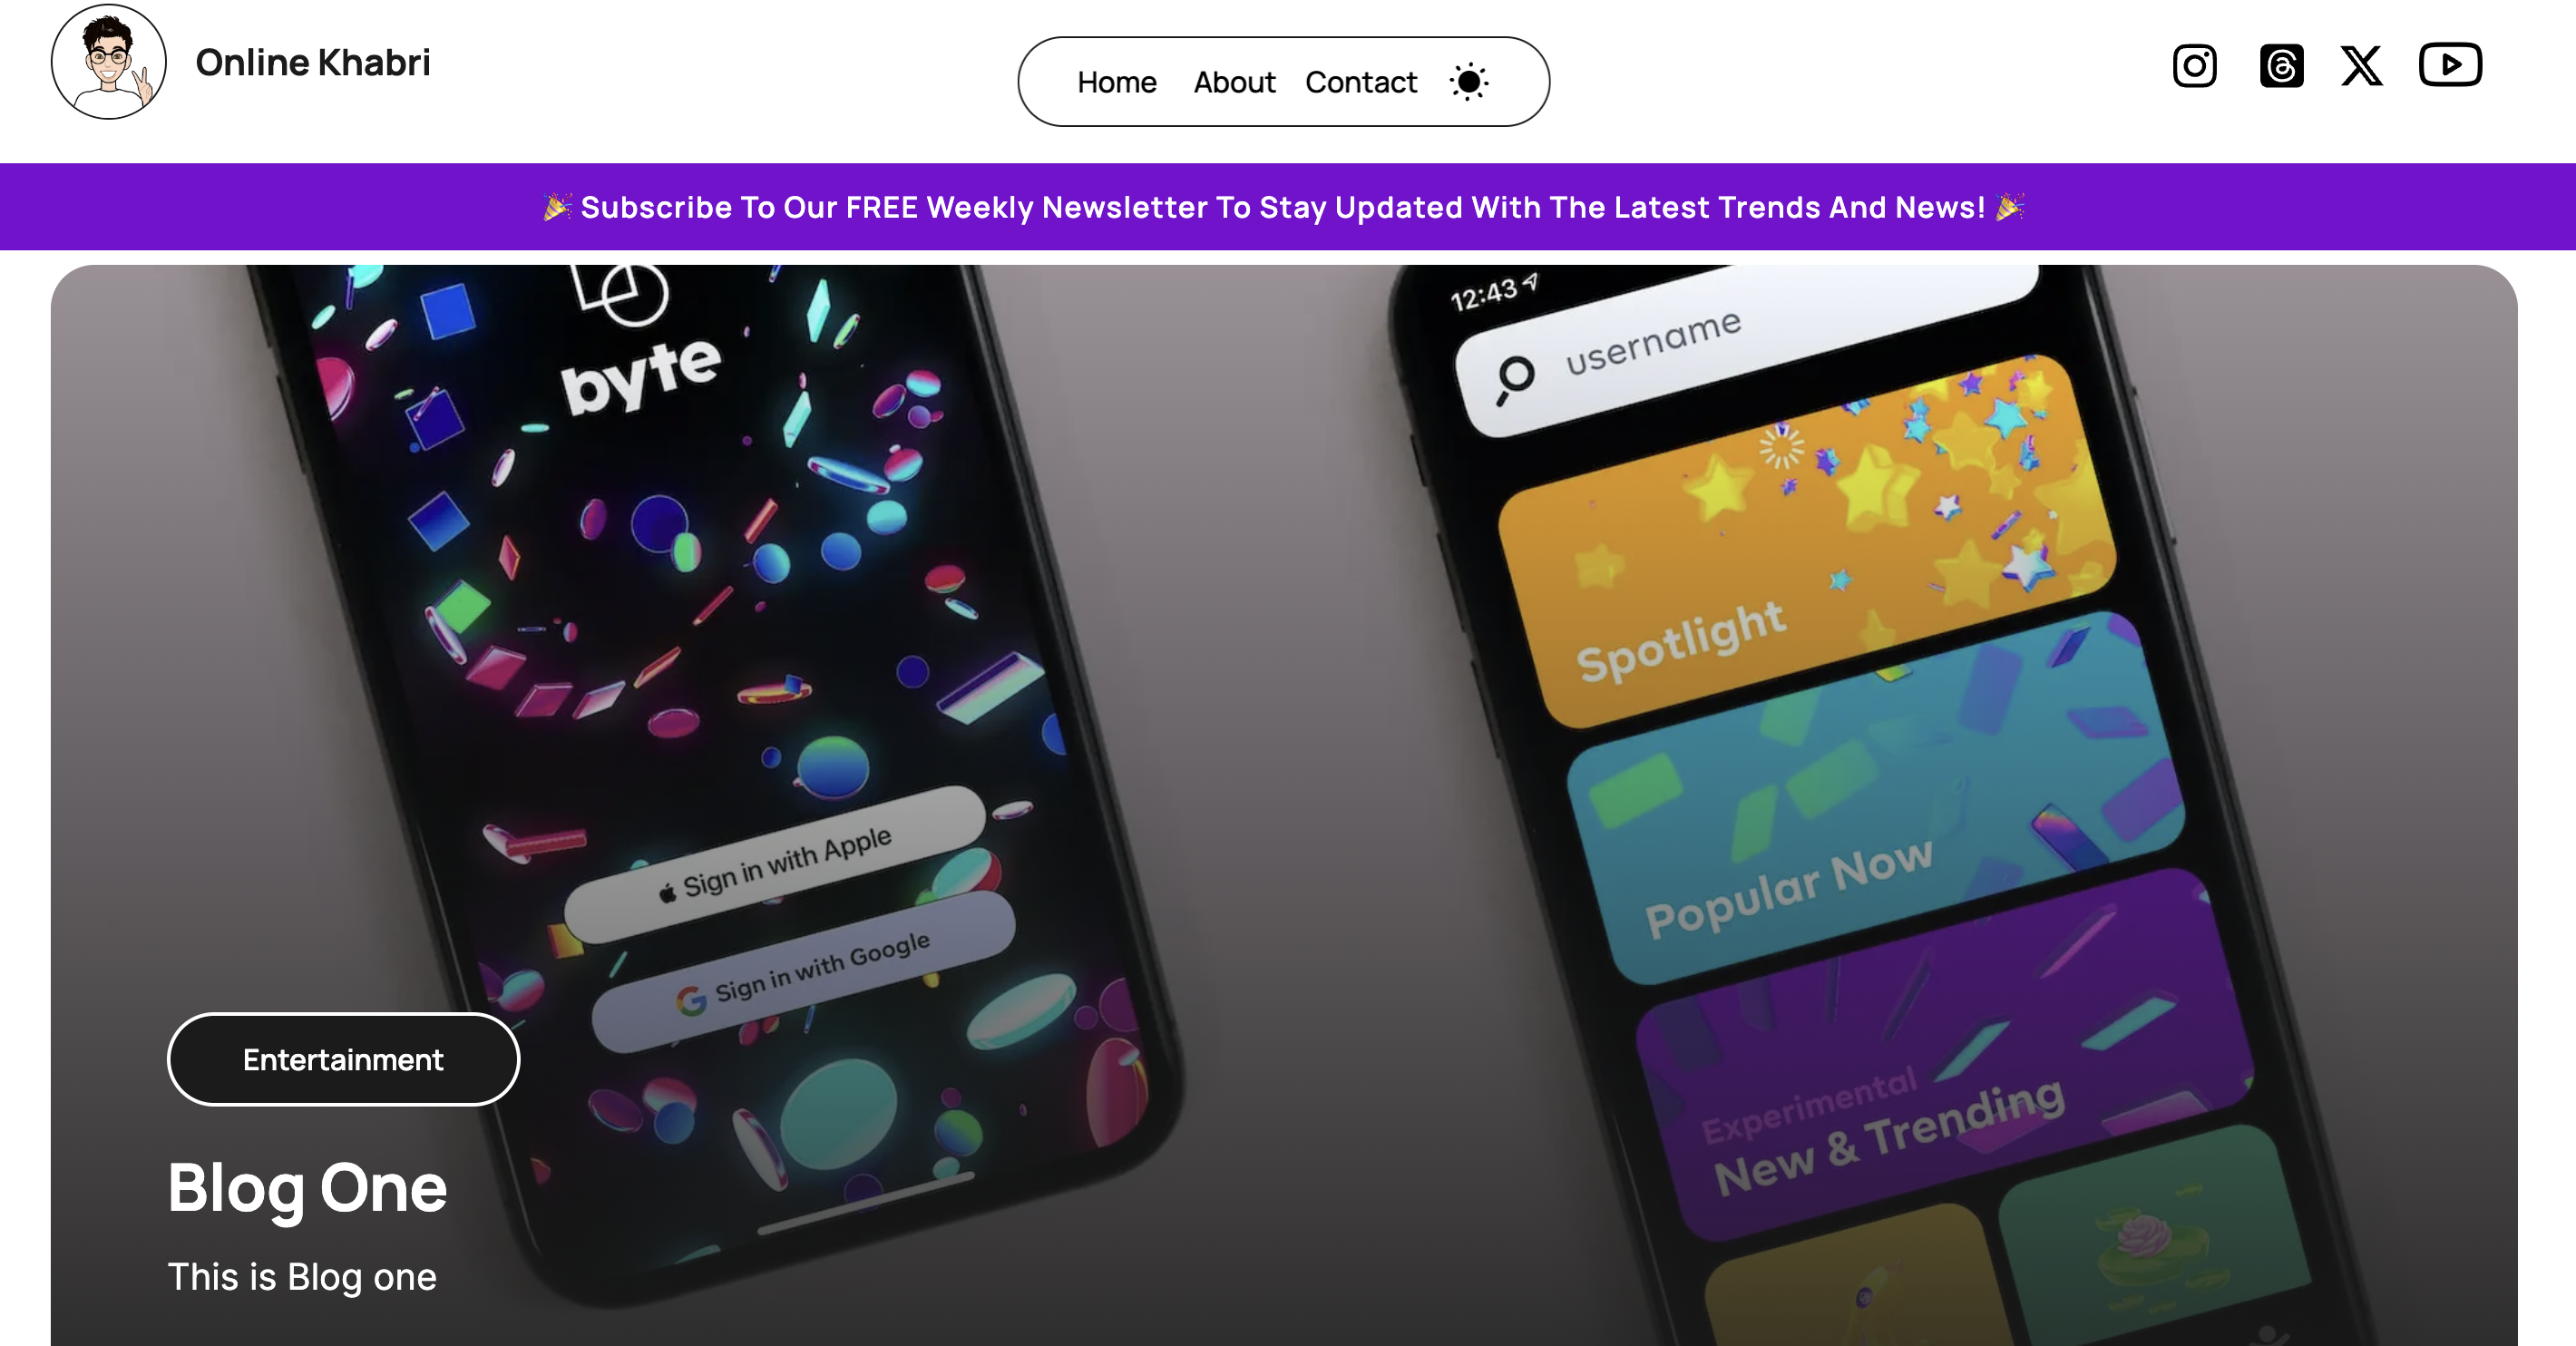 Online Khabri
Home About Contact
🎉 Subscribe To Our FREE Weekly Newsletter To Stay Updated With The Latest Trends And News! 🎉
byte
Sign in with Apple
Sign in with Google
12:43
username
Spotlight
Popular Now
Experimental
New & Trending
Entertainment
Blog One
This is Blog one